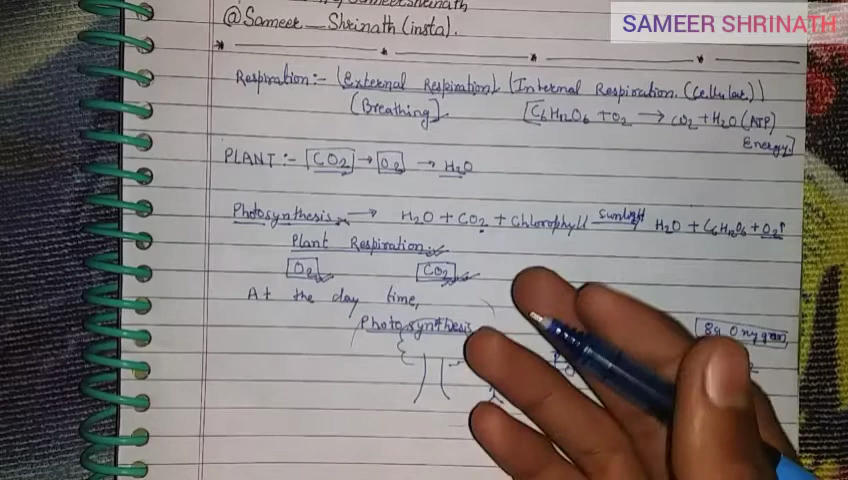 SAMEER SHRINATH
@Sameer_Shrinath (insta).
Respiration:- (External Respiration) (Internal Respiration. (Cellular.))
(Breathing) [C6H12O6 + O2 → CO2 + H2O (ATP)
Energy.]
PLANT:- CO2 → O2 → H2O
Photosynthesis → H2O + CO2 + Chlorophyll sunlight H2O + C6H12O6 + O2↑
Plant Respiration
O2 CO2
At the day time,
Photosynthesis